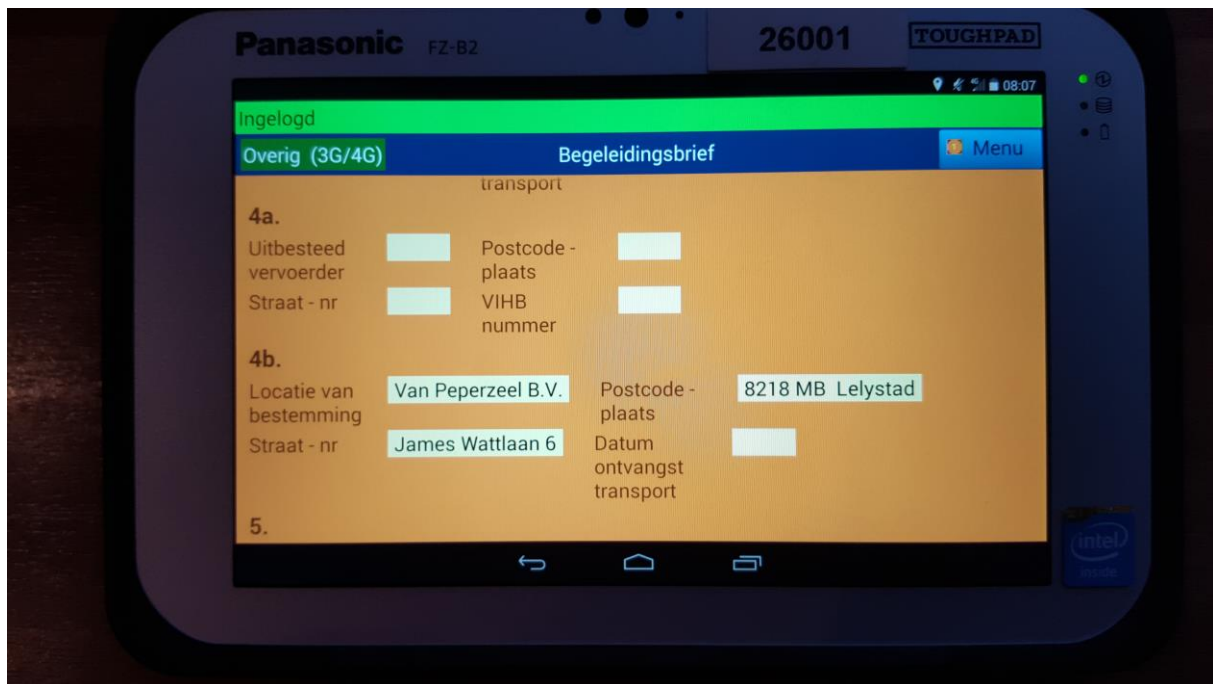 Panasonic FZ-B2 26001 TOUGHPAD
08:07
Ingelogd
Overig (3G/4G) Begeleidingsbrief Menu
transport
4a.
Uitbesteed vervoerder Postcode - plaats
Straat - nr VIHB nummer
4b.
Locatie van bestemming Van Peperzeel B.V. Postcode - plaats 8218 MB Lelystad
Straat - nr James Wattlaan 6 Datum ontvangst transport
5.
intel
inside